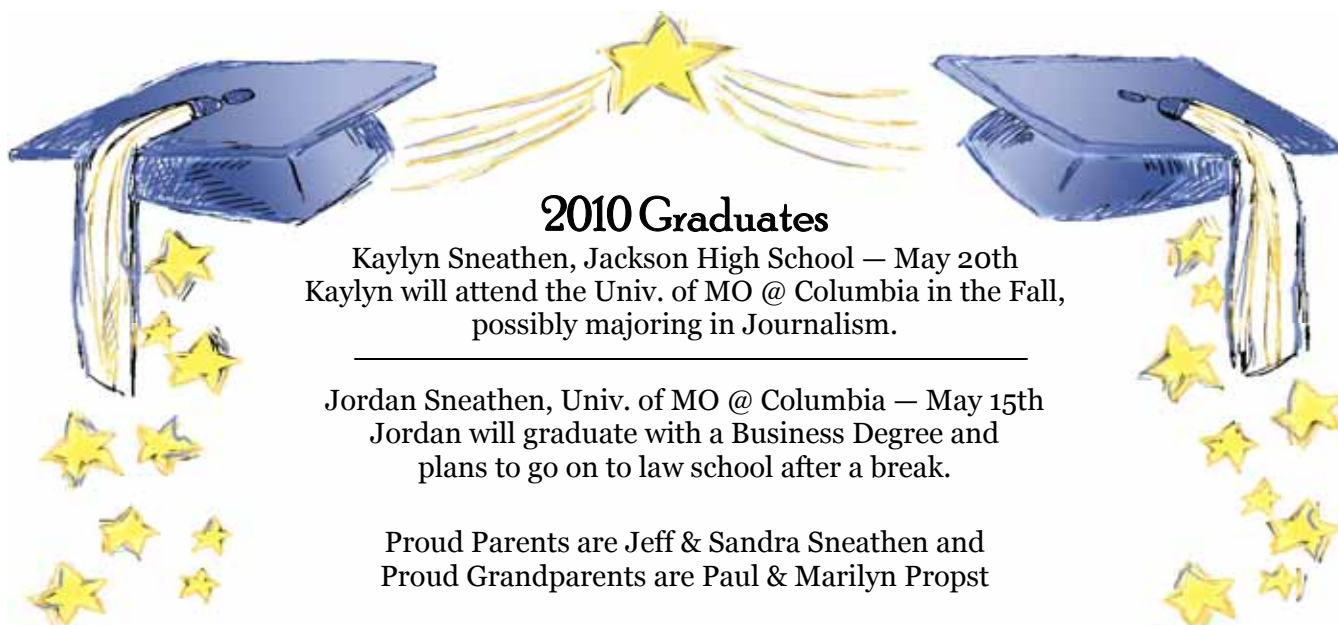 2010 Graduates
Kaylyn Sneathen, Jackson High School — May 20th
Kaylyn will attend the Univ. of MO @ Columbia in the Fall,
possibly majoring in Journalism.
Jordan Sneathen, Univ. of MO @ Columbia — May 15th
Jordan will graduate with a Business Degree and
plans to go on to law school after a break.
Proud Parents are Jeff & Sandra Sneathen and
Proud Grandparents are Paul & Marilyn Propst